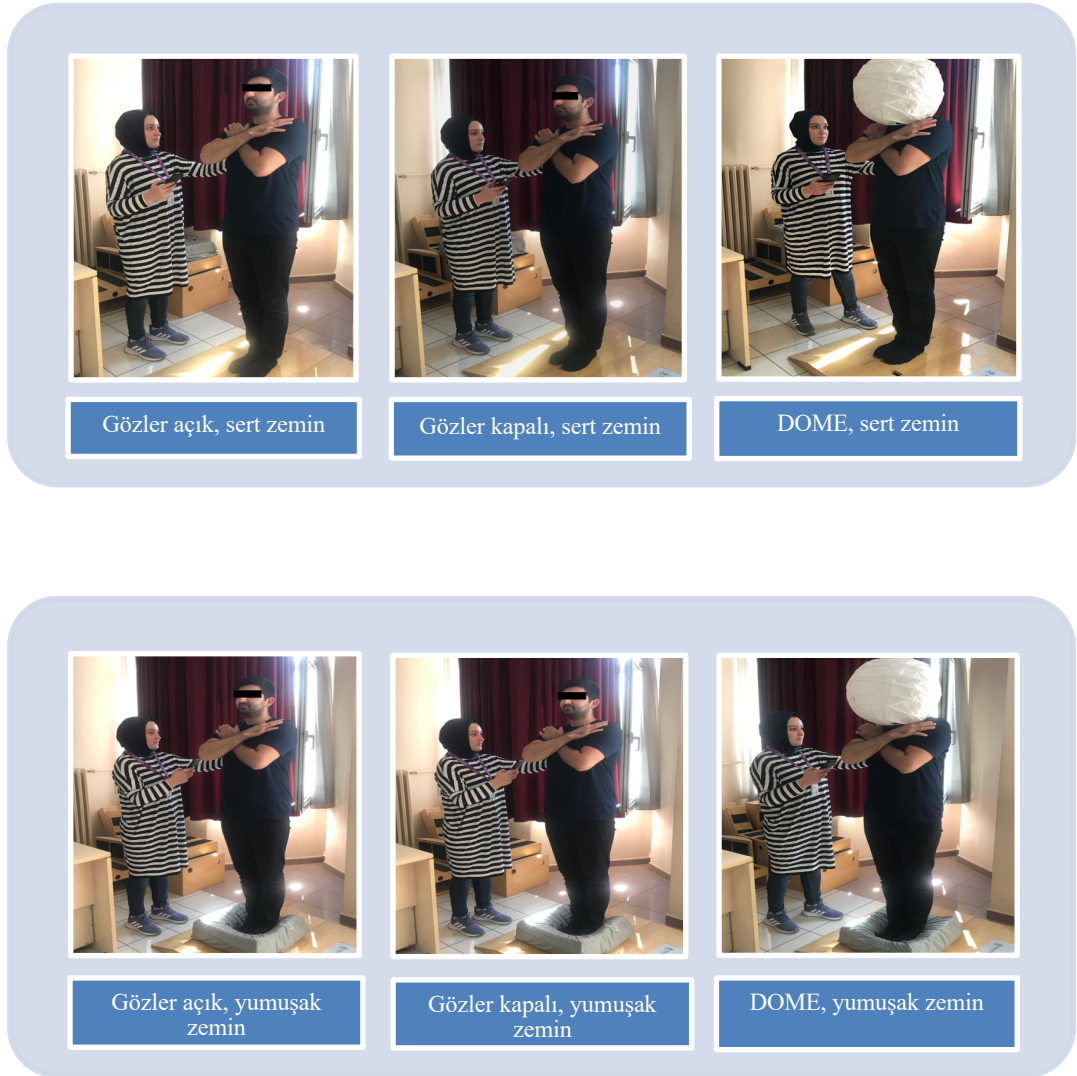 Gözler açık, sert zemin
Gözler kapalı, sert zemin
DOME, sert zemin
Gözler açık, yumuşak
zemin
Gözler kapalı, yumuşak
zemin
DOME, yumuşak zemin